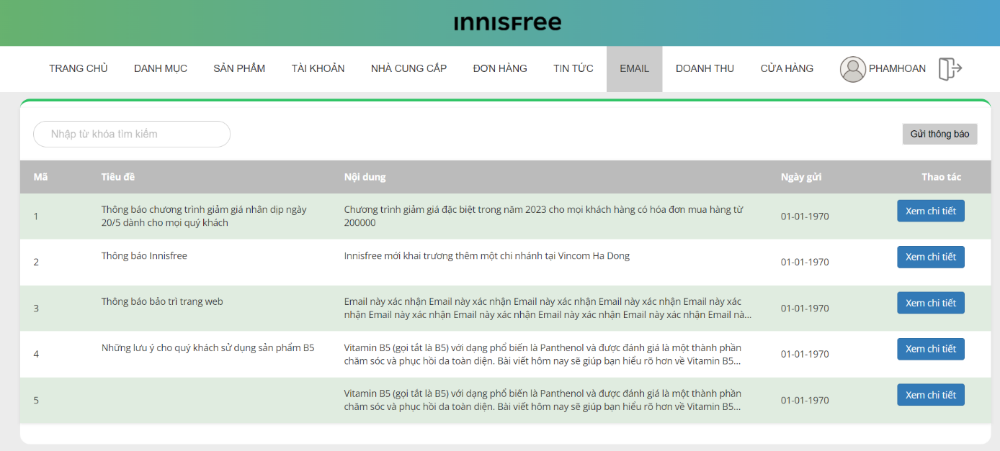 INNISFREE
TRANG CHỦ DANH MỤC SẢN PHẨM TÀI KHOẢN NHÀ CUNG CẤP ĐƠN HÀNG TIN TỨC EMAIL DOANH THU CỬA HÀNG PHAMHOAN
Nhập từ khóa tìm kiếm
Gửi thông báo
Mã Tiêu đề Nội dung Ngày gửi Thao tác
1
Thông báo chương trình giảm giá nhân dịp ngày
20/5 dành cho mọi quý khách
Chương trình giảm giá đặc biệt trong năm 2023 cho mọi khách hàng có hóa đơn mua hàng từ
200000
01-01-1970
Xem chi tiết
2
Thông báo Innisfree
Innisfree mới khai trương thêm một chi nhánh tại Vincom Ha Dong
01-01-1970
Xem chi tiết
3
Thông báo bảo trì trang web
Email này xác nhận Email này xác nhận Email này xác nhận Email này xác nhận Email này xác
nhận Email này xác nhận Email này xác nhận Email này xác nhận Email này xác nhận Email nà...
01-01-1970
Xem chi tiết
4
Những lưu ý cho quý khách sử dụng sản phẩm B5
Vitamin B5 (gọi tắt là B5) với dạng phổ biến là Panthenol và được đánh giá là một thành phần
chăm sóc và phục hồi da toàn diện. Bài viết hôm nay sẽ giúp bạn hiểu rõ hơn về Vitamin B5...
01-01-1970
Xem chi tiết
5
Vitamin B5 (gọi tắt là B5) với dạng phổ biến là Panthenol và được đánh giá là một thành phần
chăm sóc và phục hồi da toàn diện. Bài viết hôm nay sẽ giúp bạn hiểu rõ hơn về Vitamin B5...
01-01-1970
Xem chi tiết